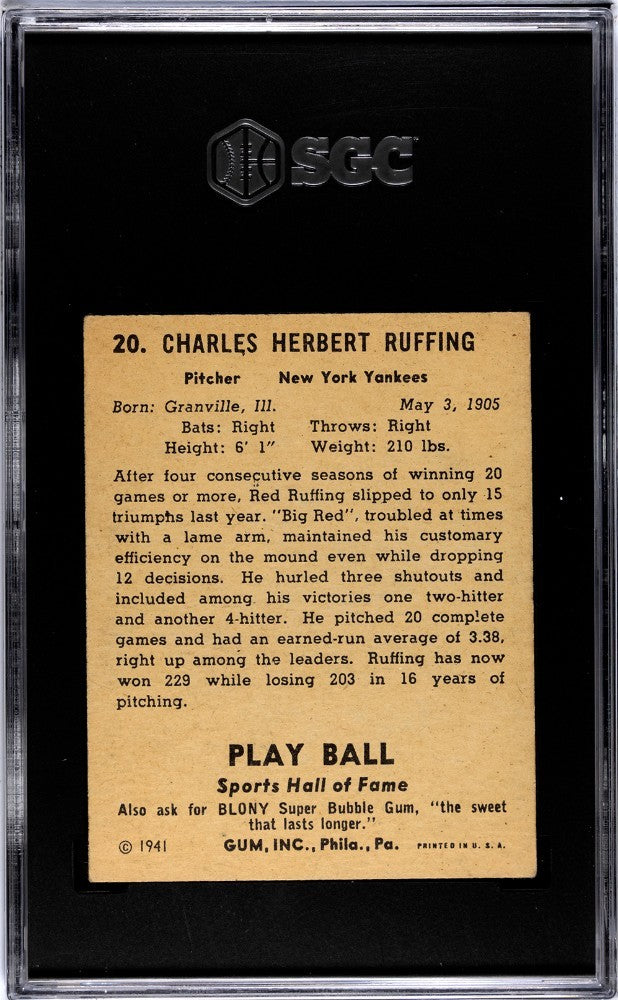 SGC
20. CHARLES HERBERT RUFFING
Pitcher New York Yankees
Born: Granville, Ill. May 3, 1905
Bats: Right Throws: Right
Height: 6' 1" Weight: 210 lbs.
After four consecutive seasons of winning 20
games or more, Red Ruffing slipped to only 15
triumphs last year. "Big Red", troubled at times
with a lame arm, maintained his customary
efficiency on the mound even while dropping
12 decisions. He hurled three shutouts and
included among his victories one two-hitter
and another 4-hitter. He pitched 20 complete
games and had an earned-run average of 3.38,
right up among the leaders. Ruffing has now
won 229 while losing 203 in 16 years of
pitching.
PLAY BALL
Sports Hall of Fame
Also ask for BLONY Super Bubble Gum, "the sweet
that lasts longer."
© 1941 GUM, INC., Phila., Pa. PRINTED IN U. S. A.